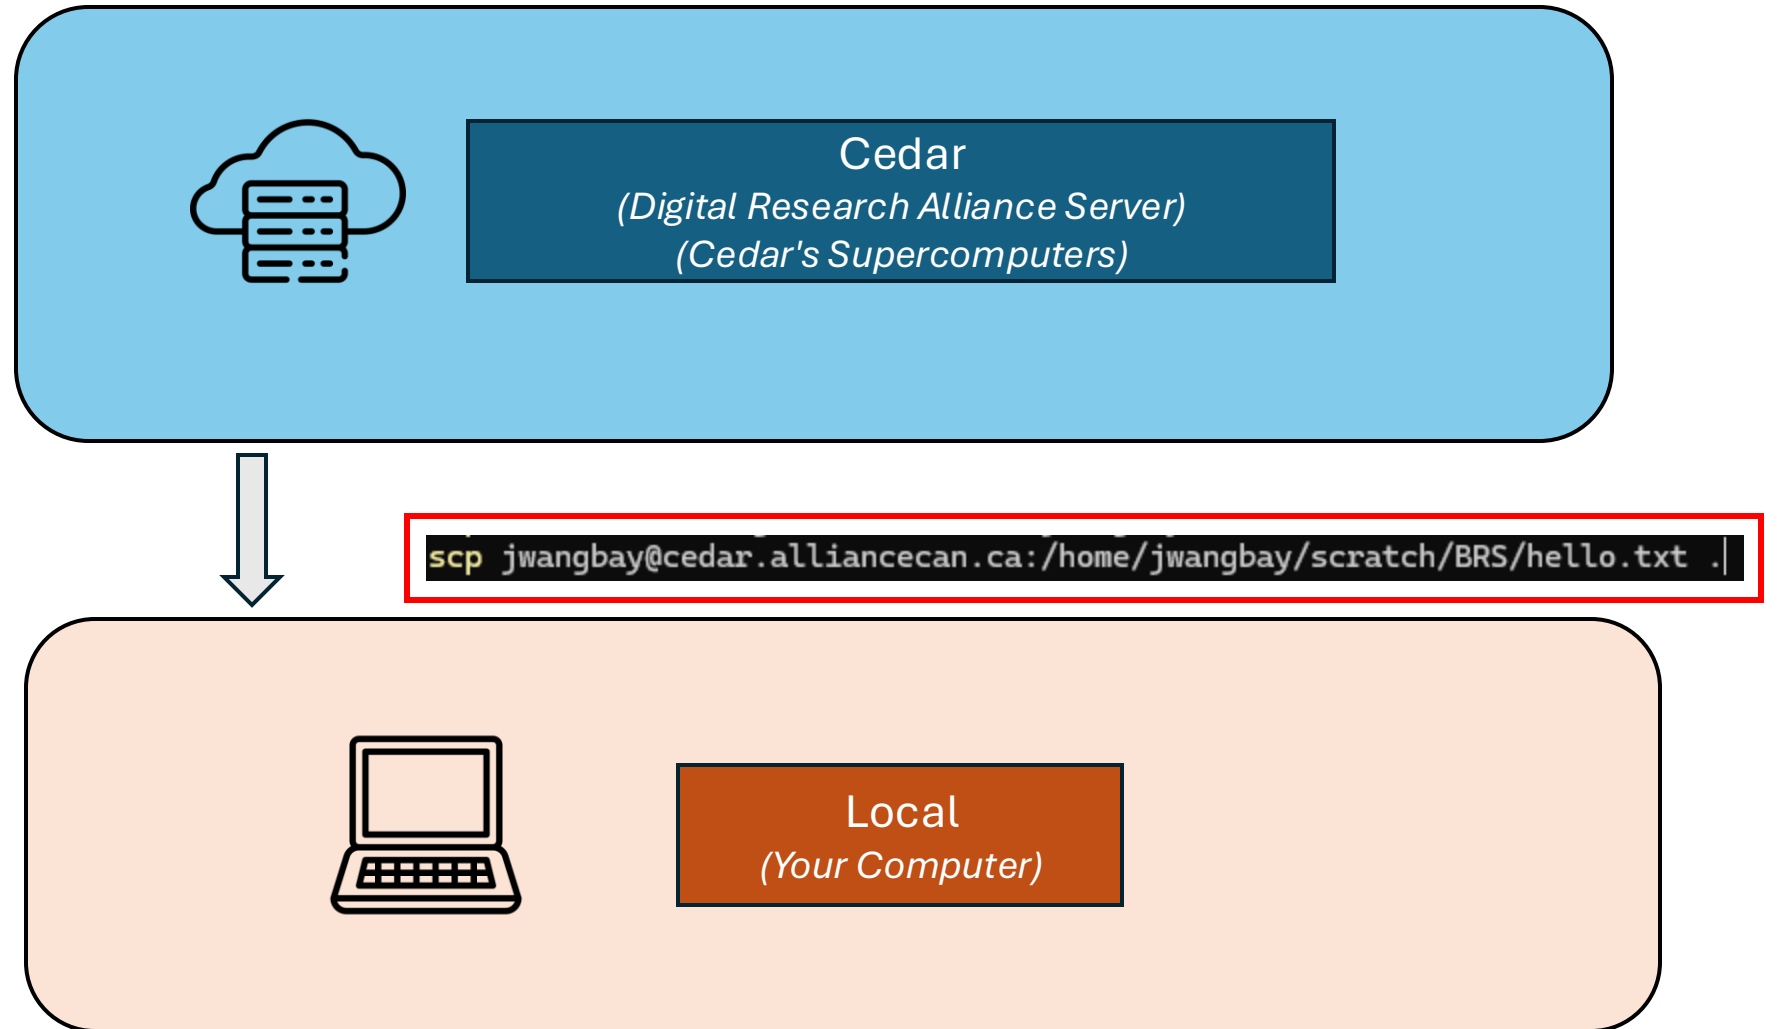 Cedar
(Digital Research Alliance Server)
(Cedar's Supercomputers)
scp jwangbay@cedar.alliancecan.ca:/home/jwangbay/scratch/BRS/hello.txt .
Local
(Your Computer)